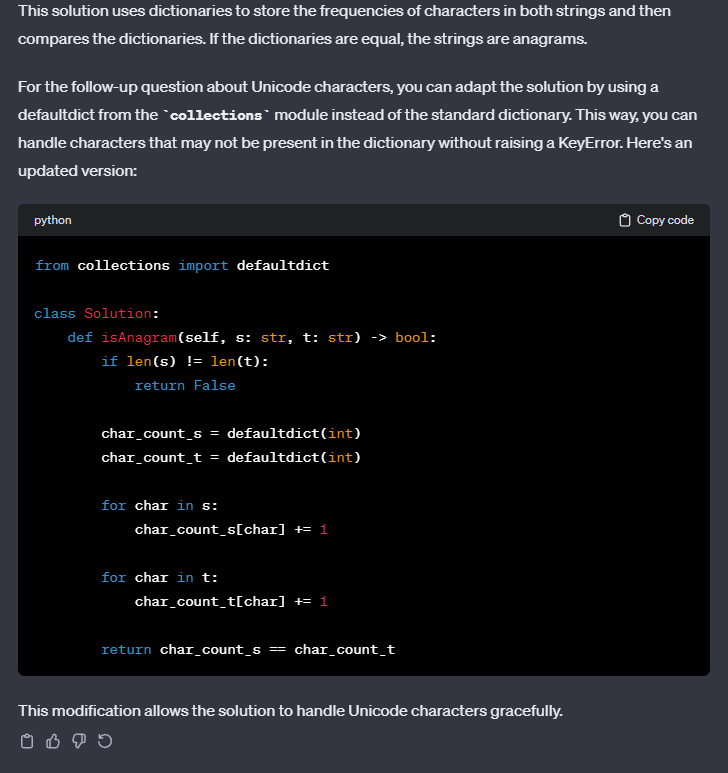 This solution uses dictionaries to store the frequencies of characters in both strings and then
compares the dictionaries. If the dictionaries are equal, the strings are anagrams.
For the follow-up question about Unicode characters, you can adapt the solution by using a
defaultdict from the `collections` module instead of the standard dictionary. This way, you can
handle characters that may not be present in the dictionary without raising a KeyError. Here's an
updated version:
python
Copy code
from collections import defaultdict
class Solution:
    def isAnagram(self, s: str, t: str) -> bool:
        if len(s) != len(t):
            return False
        char_count_s = defaultdict(int)
        char_count_t = defaultdict(int)
        for char in s:
            char_count_s[char] += 1
        for char in t:
            char_count_t[char] += 1
        return char_count_s == char_count_t
This modification allows the solution to handle Unicode characters gracefully.